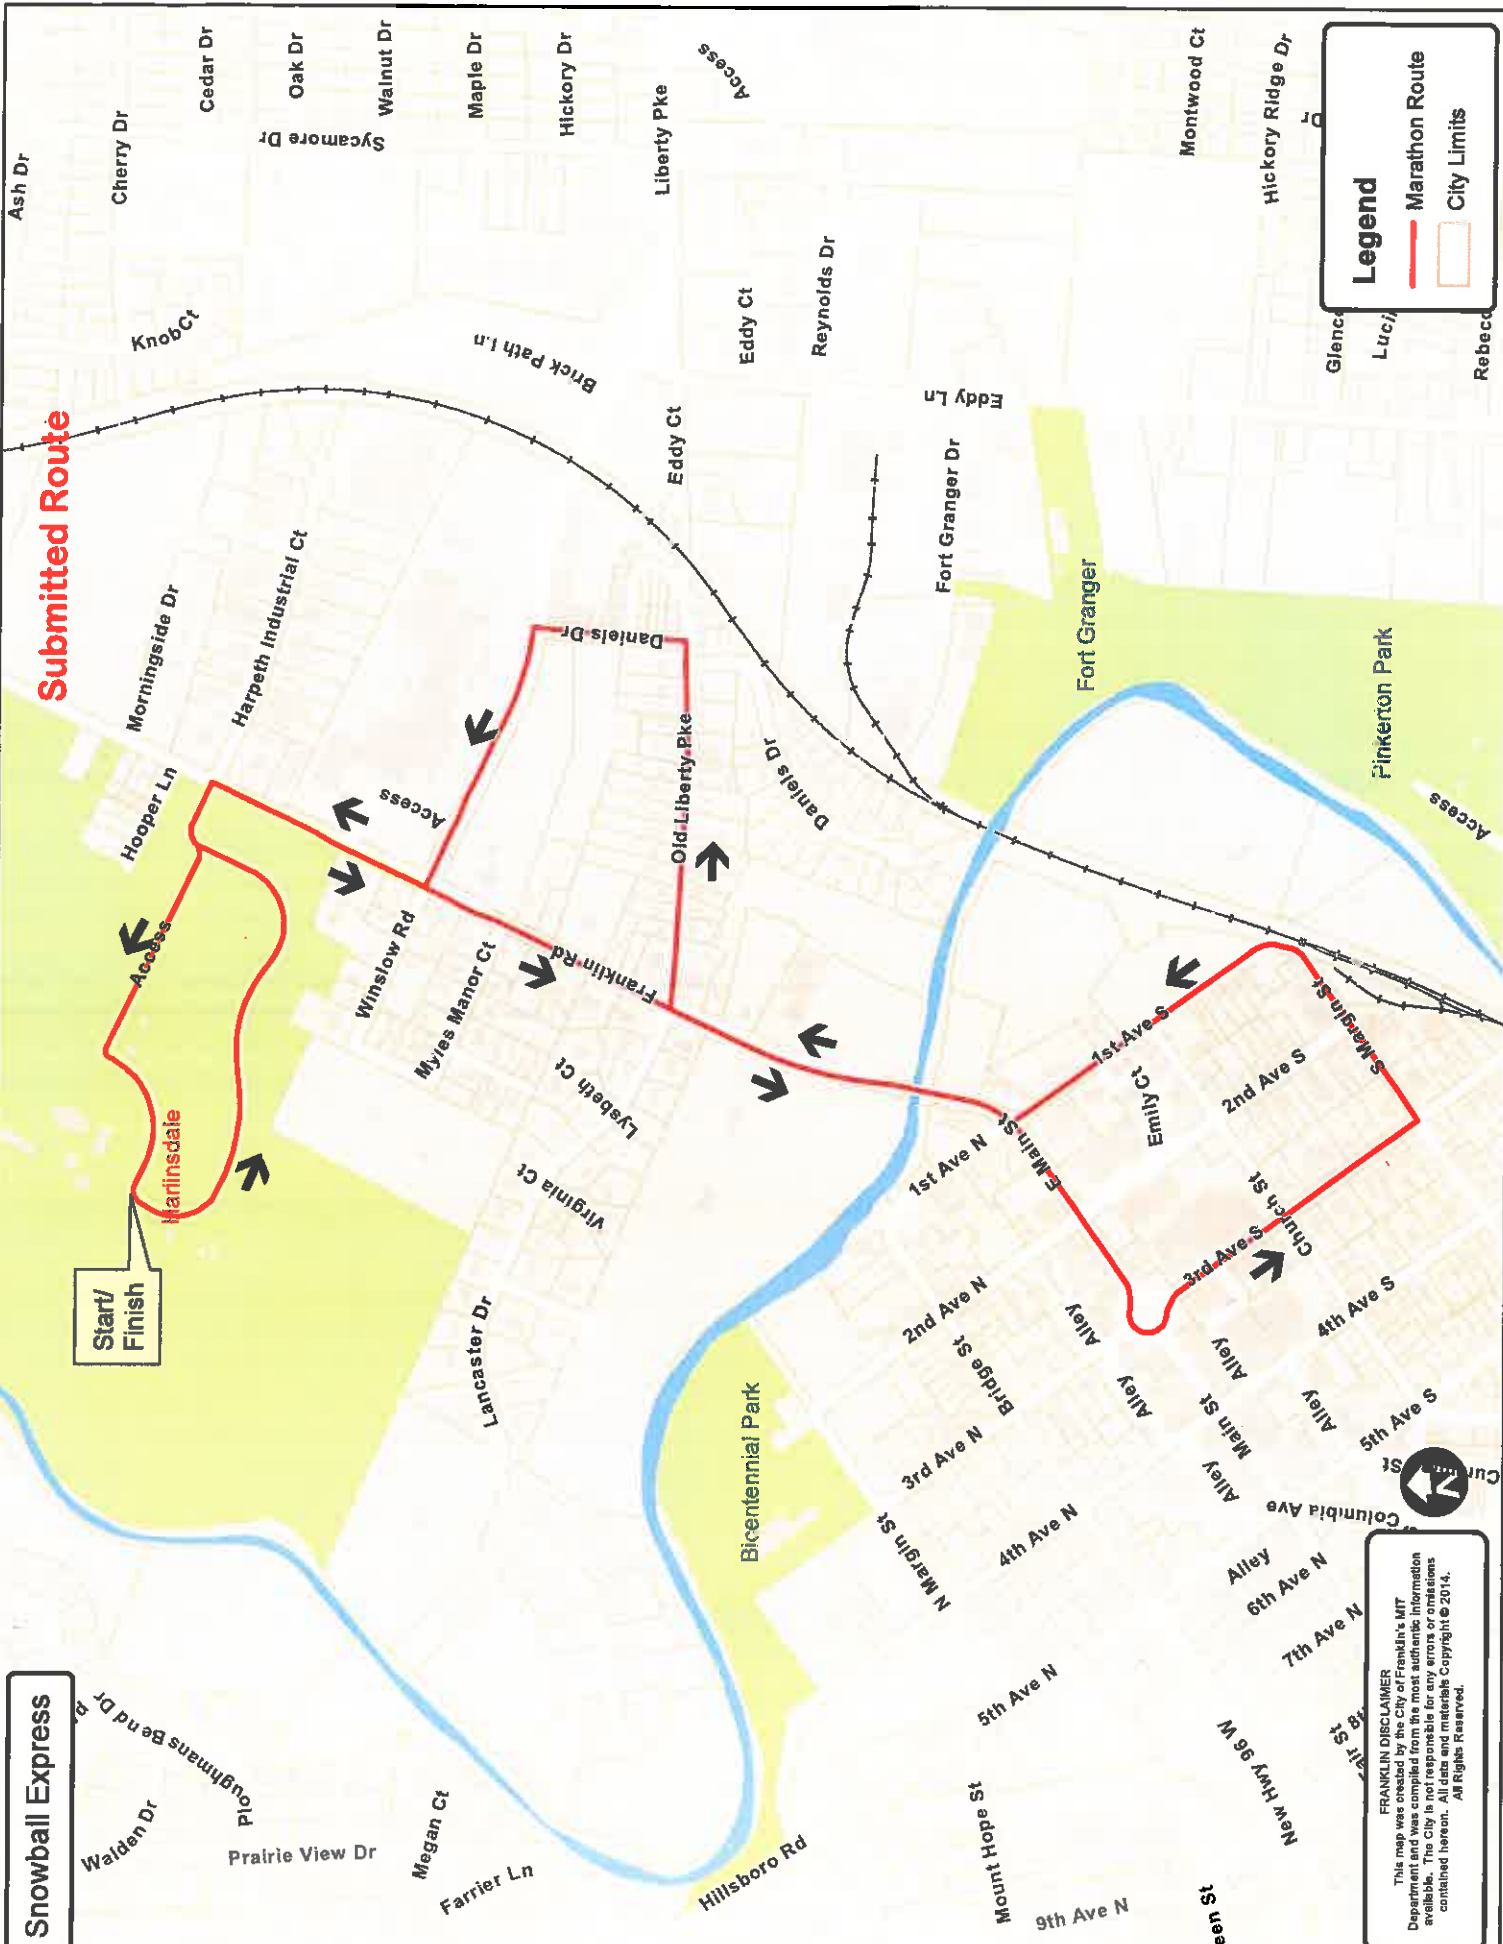 Snowball Express
Submitted Route
Start/
Finish
Harlinsdale
Access
Hooper Ln
Morningside Dr
Harpeth Industrial Ct
Knob Ct
Ash Dr
Cherry Dr
Cedar Dr
Oak Dr
Sycamore Dr
Walnut Dr
Maple Dr
Hickory Dr
Liberty Pke
Access
Brick Path Ln
Eddy Ct
Eddy Ct
Reynolds Dr
Eddy Ln
Fort Granger Dr
Montwood Ct
Hickory Ridge Dr
Dr
Glenc
Luci
Rebec
Access
Winslow Rd
Myles Manor Ct
Franklin Rd
Daniels Dr
Old Liberty Pke
Daniels Dr
Lysbeth Ct
Virginia Ct
Lancaster Dr
Fort Granger
Pinkerton Park
Access
Bicentennial Park
Walden Dr
Ploughmans Bend Dr
Prairie View Dr
Megan Ct
Farrier Ln
Hillsboro Rd
1st Ave N
E Main St
1st Ave S
Emily Ct
2nd Ave S
S Margin St
S
Church St
3rd Ave S
4th Ave S
5th Ave S
2nd Ave N
Bridge St
3rd Ave N
N Margin St
4th Ave N
5th Ave N
Alley
Alley
Alley
Main St
Alley
Alley
Alley
Columbia Ave
St
6th Ave N
7th Ave N
New Hwy 96 W
Mount Hope St
9th Ave N
een St
air St
8t
N
Legend
Marathon Route
City Limits
FRANKLIN DISCLAIMER
This map was created by the City of Franklin's MIT
Department and was compiled from the most authentic information
available. The City is not responsible for any errors or omissions
contained hereon. All data and materials Copyright © 2014.
All Rights Reserved.